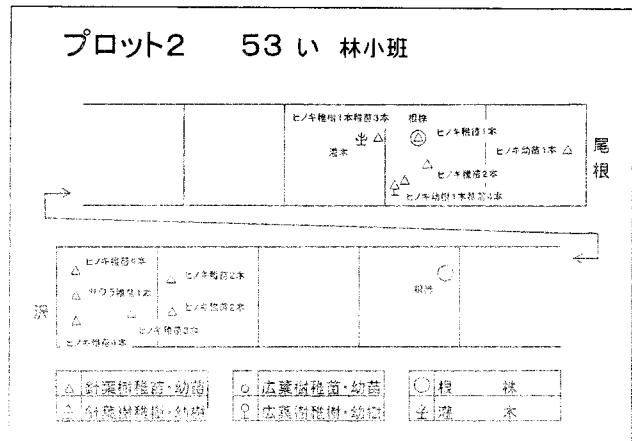 プロット2 53 い 林小班
ヒノキ稚樹1本稚苗3本
根株
ヒノキ稚苗1本
灌木
ヒノキ幼苗1本
尾根
ヒノキ稚苗2本
ヒノキ幼樹1本稚苗4本
沢
ヒノキ稚苗6本
ヒノキ稚苗2本
根株
サワラ稚苗1本
ヒノキ稚苗2本
ヒノキ稚苗3本
ヒノキ稚苗4本
針葉樹稚苗・幼苗
広葉樹稚苗・幼苗
根株
針葉樹稚樹・幼樹
広葉樹稚樹・幼樹
灌木